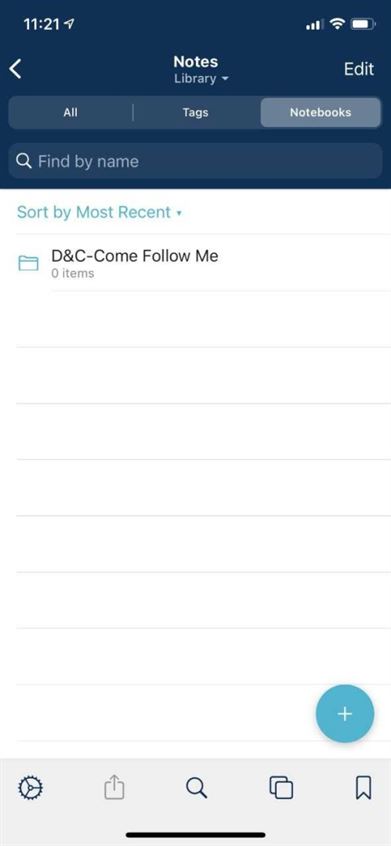 11:21
Notes
Edit
Library
All
Tags
Notebooks
Find by name
Sort by Most Recent
D&C-Come Follow Me
0 items